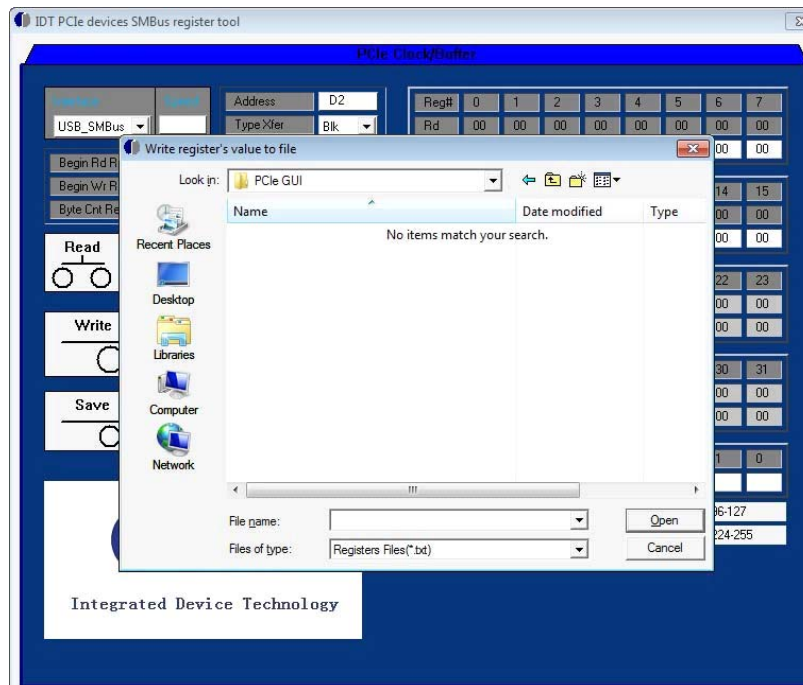 IDT PCIe devices SMBus register tool
PCIe Clock/Buffer
Address D2
Reg# 0 1 2 3 4 5 6 7
USB_SMBus
Type Xfer Blk
Rd 00 00 00 00 00 00 00 00
00 00
Write register's value to file
Begin Rd R
Begin Wr R
Byte Cnt Re
Look in: PCIe GUI
14 15
00 00
00 00
Name Date modified Type
No items match your search.
Recent Places
Desktop
Libraries
Computer
Network
Read
Write
Save
22 23
00 00
00 00
30 31
00 00
00 00
1 0
File name: Open
Files of type: Registers Files(*.txt) Cancel
96-127
224-255
Integrated Device Technology